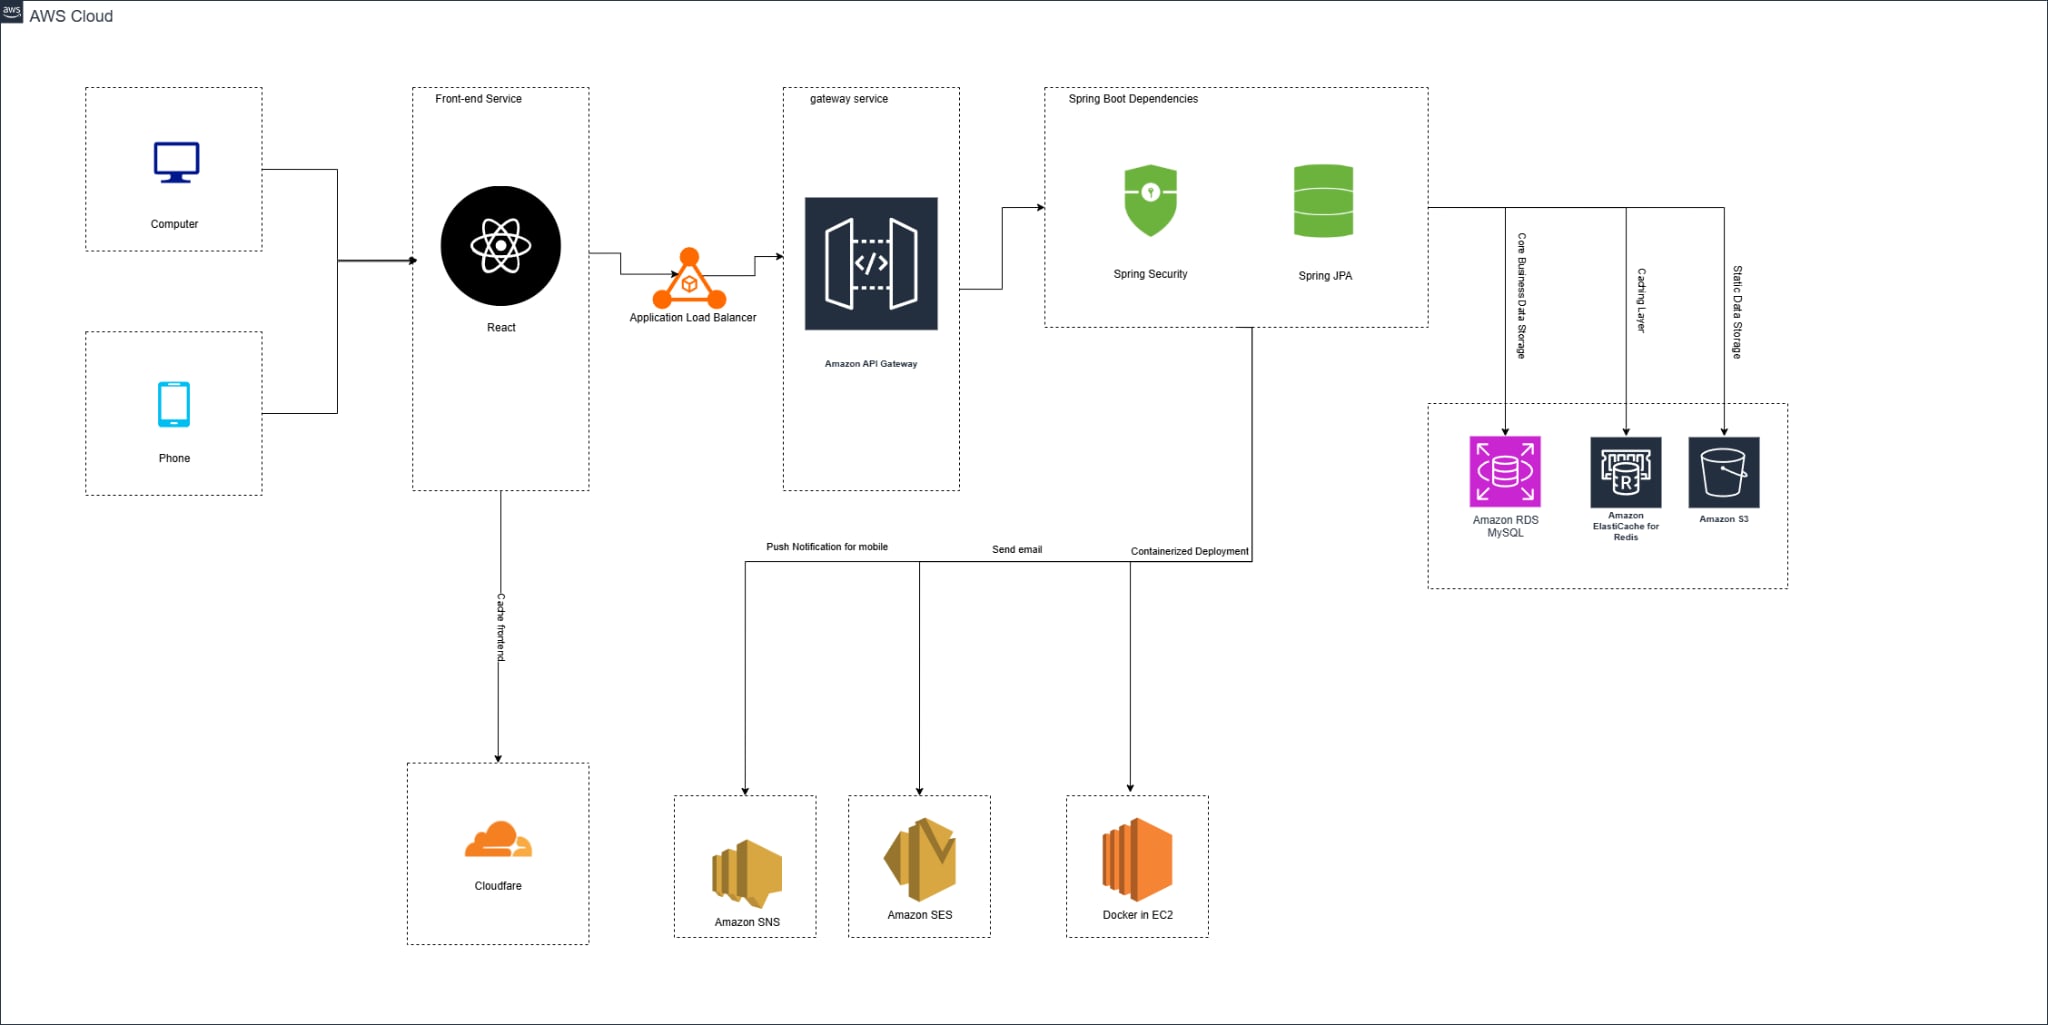 aws
AWS Cloud
Computer
Phone
Front-end Service
React
Application Load Balancer
gateway service
Amazon API Gateway
Spring Boot Dependencies
Spring Security
Spring JPA
Core Business Data Storage
Caching Layer
Static Data Storage
R
Amazon RDS
MySQL
Amazon
ElastiCache for
Redis
Amazon S3
Push Notification for mobile
Send email
Containerized Deployment
Cache frontend
Cloudfare
Amazon SNS
Amazon SES
Docker in EC2